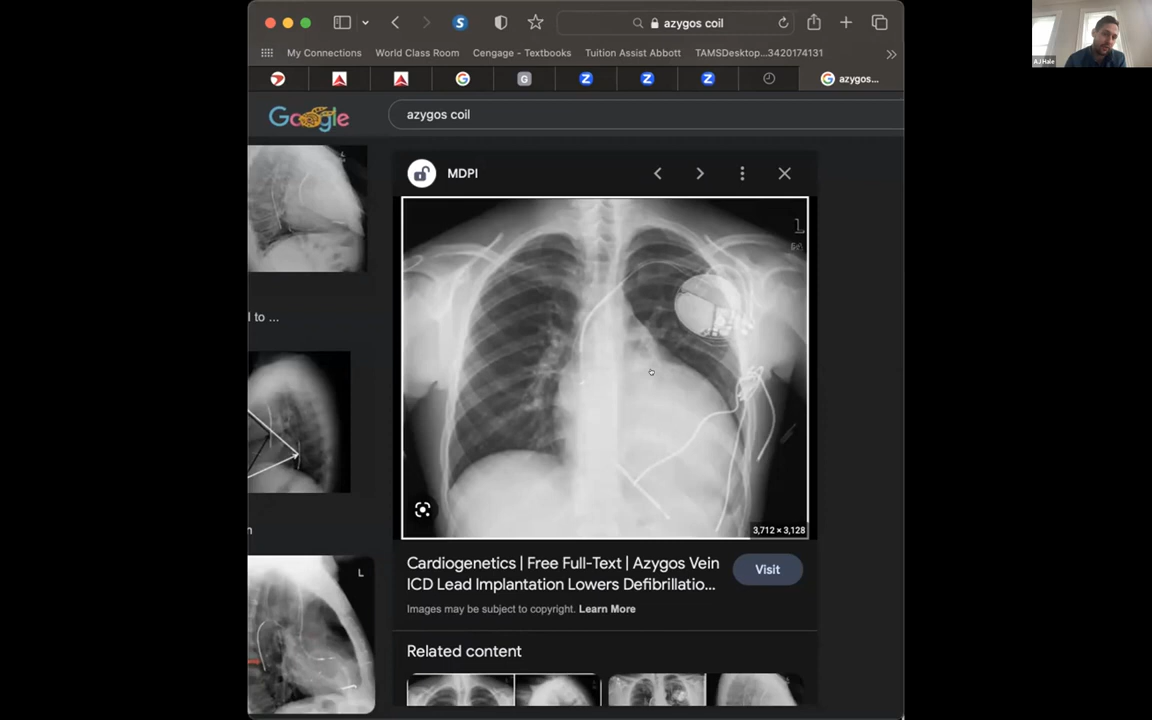 azygos coil
My Connections World Class Room Cengage - Textbooks Tuition Assist Abbott TAMSDesktop...3420174131
azygos...
Google
azygos coil
MDPI
L
l to ...
n
L
3,712 × 3,128
Cardiogenetics | Free Full-Text | Azygos Vein
ICD Lead Implantation Lowers Defibrillatio...
Visit
Images may be subject to copyright. Learn More
Related content
AJ Hale